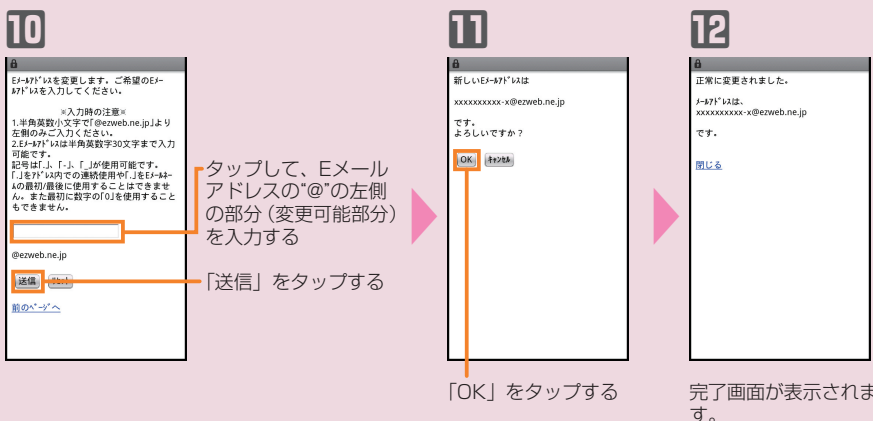 10
Eﾒｰﾙｱﾄﾞﾚｽを変更します。ご希望のEﾒｰ
ﾙｱﾄﾞﾚｽを入力してください。
※入力時の注意※
1.半角英数小文字で｢@ezweb.ne.jp｣より
左側のみご入力ください。
2.Eﾒｰﾙｱﾄﾞﾚｽは半角英数字30文字まで入力
可能です。
記号は｢.｣、｢-｣、｢_｣が使用可能です。
｢.｣をｱﾄﾞﾚｽ内での連続使用や｢.｣をEﾒｰﾙﾈｰ
ﾑの最初/最後に使用することはできませ
ん。また最初に数字の｢0｣を使用すること
もできません。
@ezweb.ne.jp
送信 ﾘｾｯﾄ
前のﾍﾟｰｼﾞへ
タップして、Eメール
アドレスの“@”の左側
の部分（変更可能部分）
を入力する
「送信」をタップする
11
新しいEﾒｰﾙｱﾄﾞﾚｽは
xxxxxxxxxx-x@ezweb.ne.jp
です。
よろしいですか？
OK ｷｬﾝｾﾙ
「OK」をタップする
12
正常に変更されました。
ﾒｰﾙｱﾄﾞﾚｽは、
xxxxxxxxxx-x@ezweb.ne.jp
です。
閉じる
完了画面が表示されま
す。